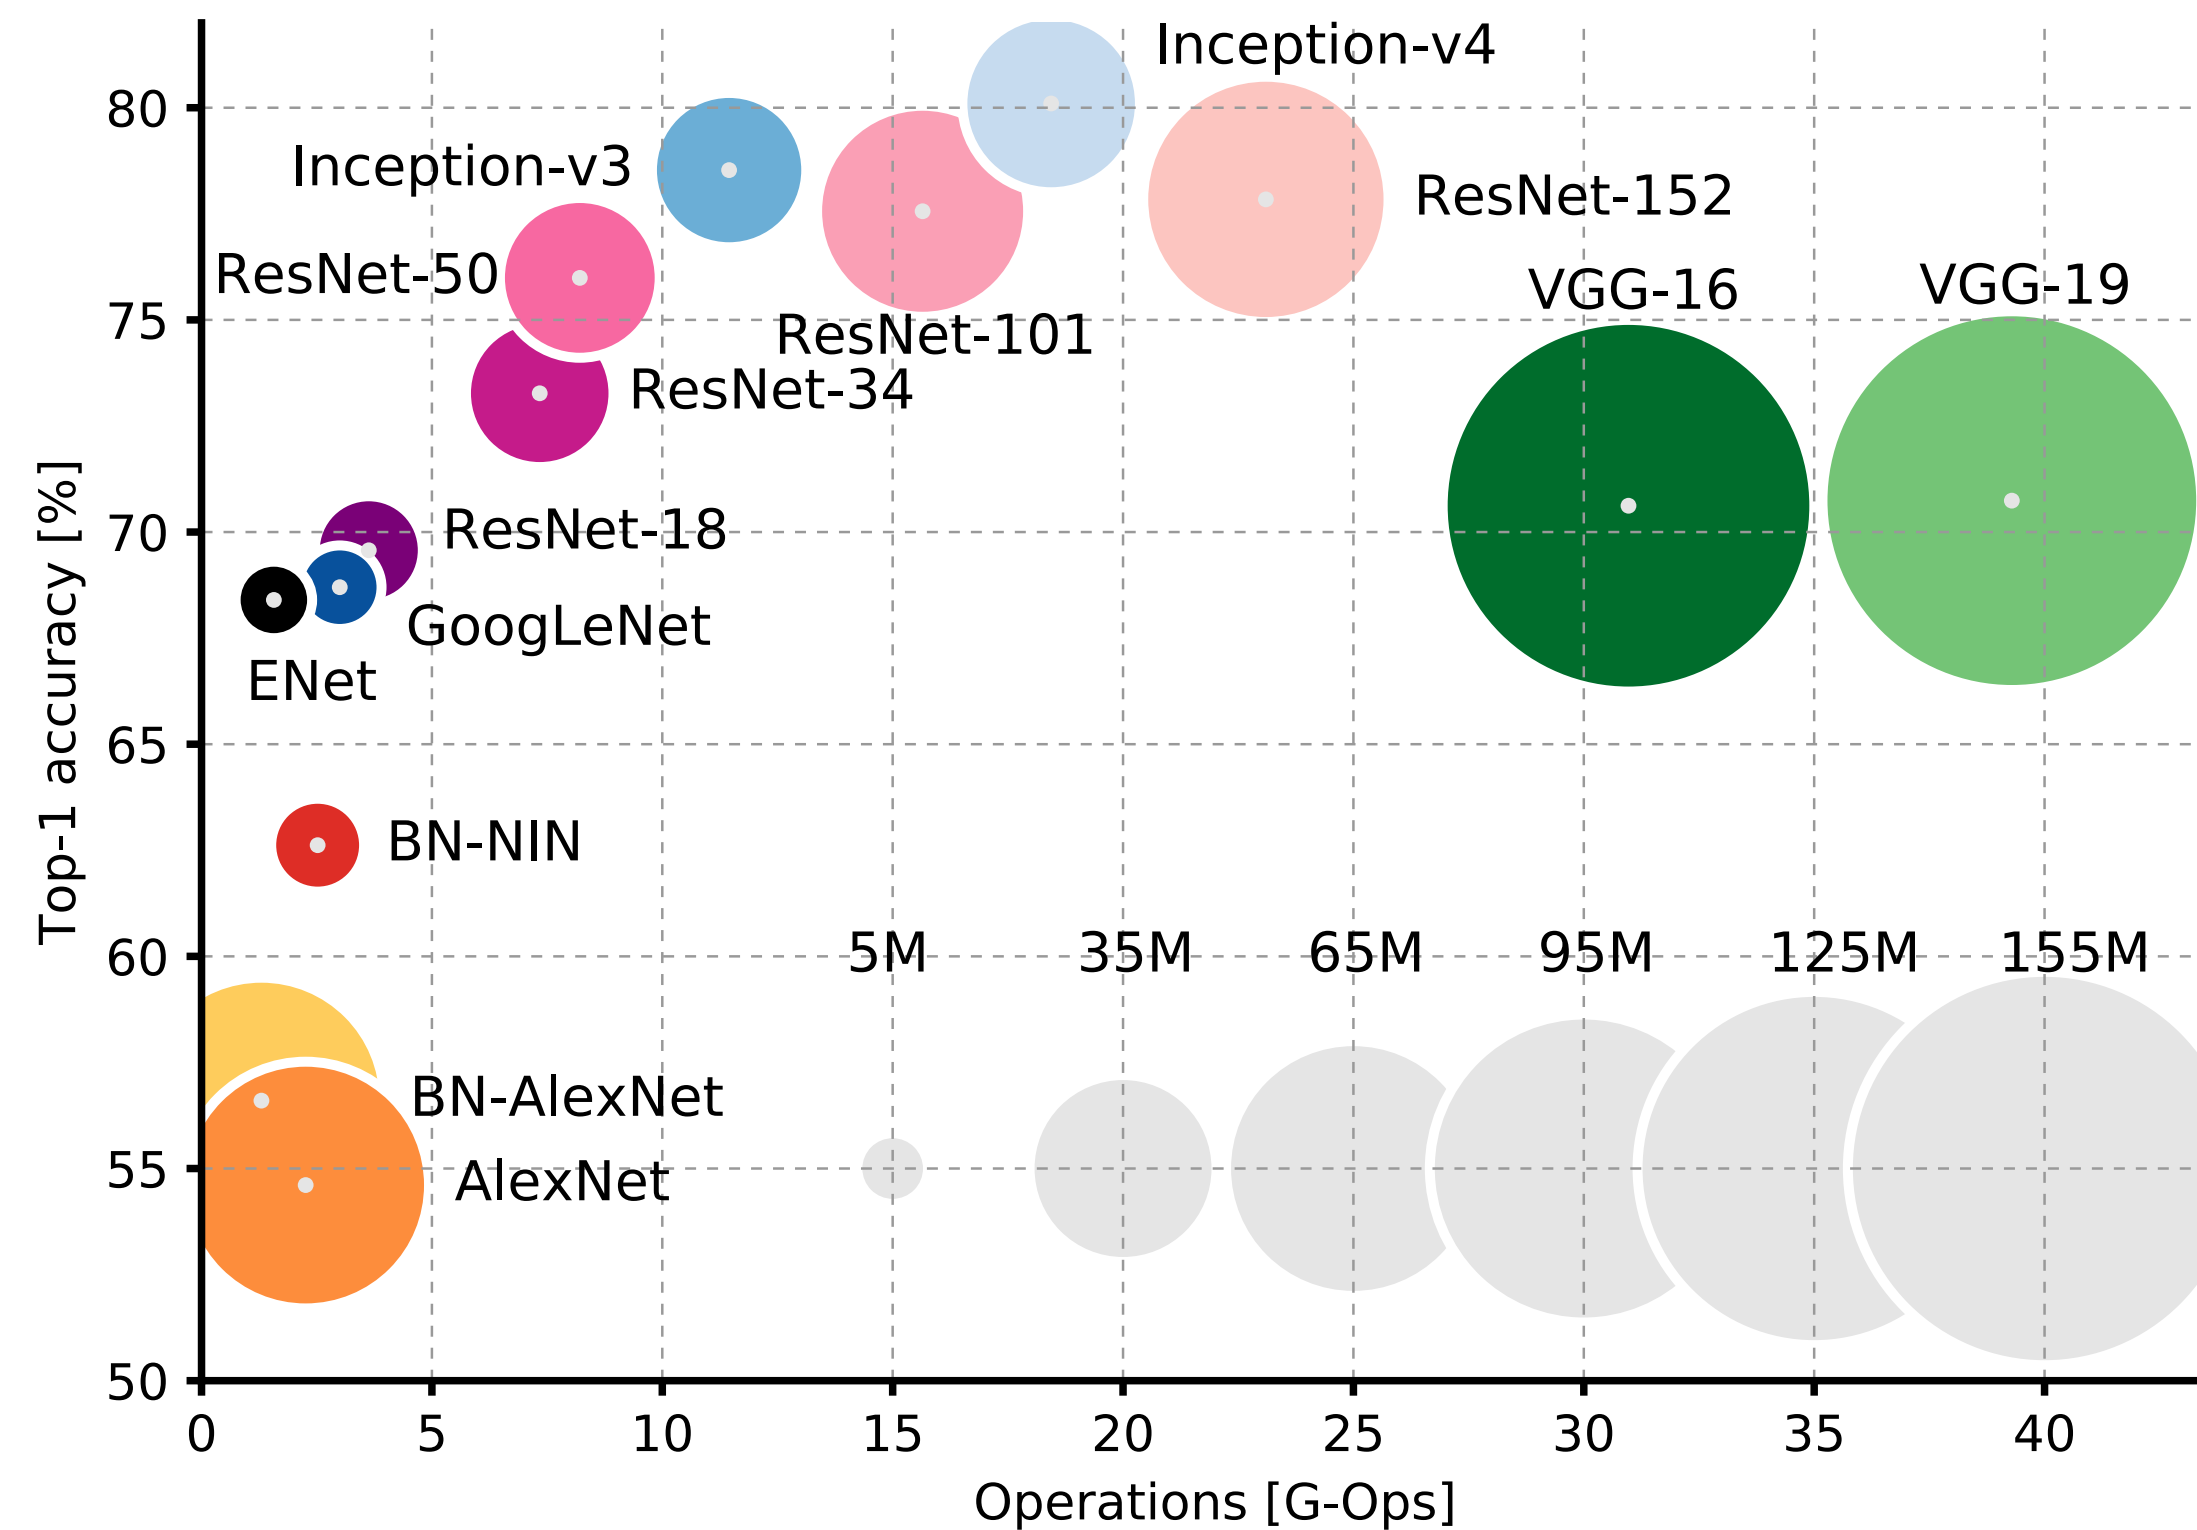 Inception-v4
80
Inception-v3
ResNet-152
ResNet-50
VGG-16
VGG-19
75
ResNet-101
ResNet-34
70
ResNet-18
GoogLeNet
ENet
65
BN-NIN
60
5M 35M 65M 95M 125M 155M
BN-AlexNet
55
AlexNet
50
0 5 10 15 20 25 30 35 40
Operations [G-Ops]
Top-1 accuracy [%]